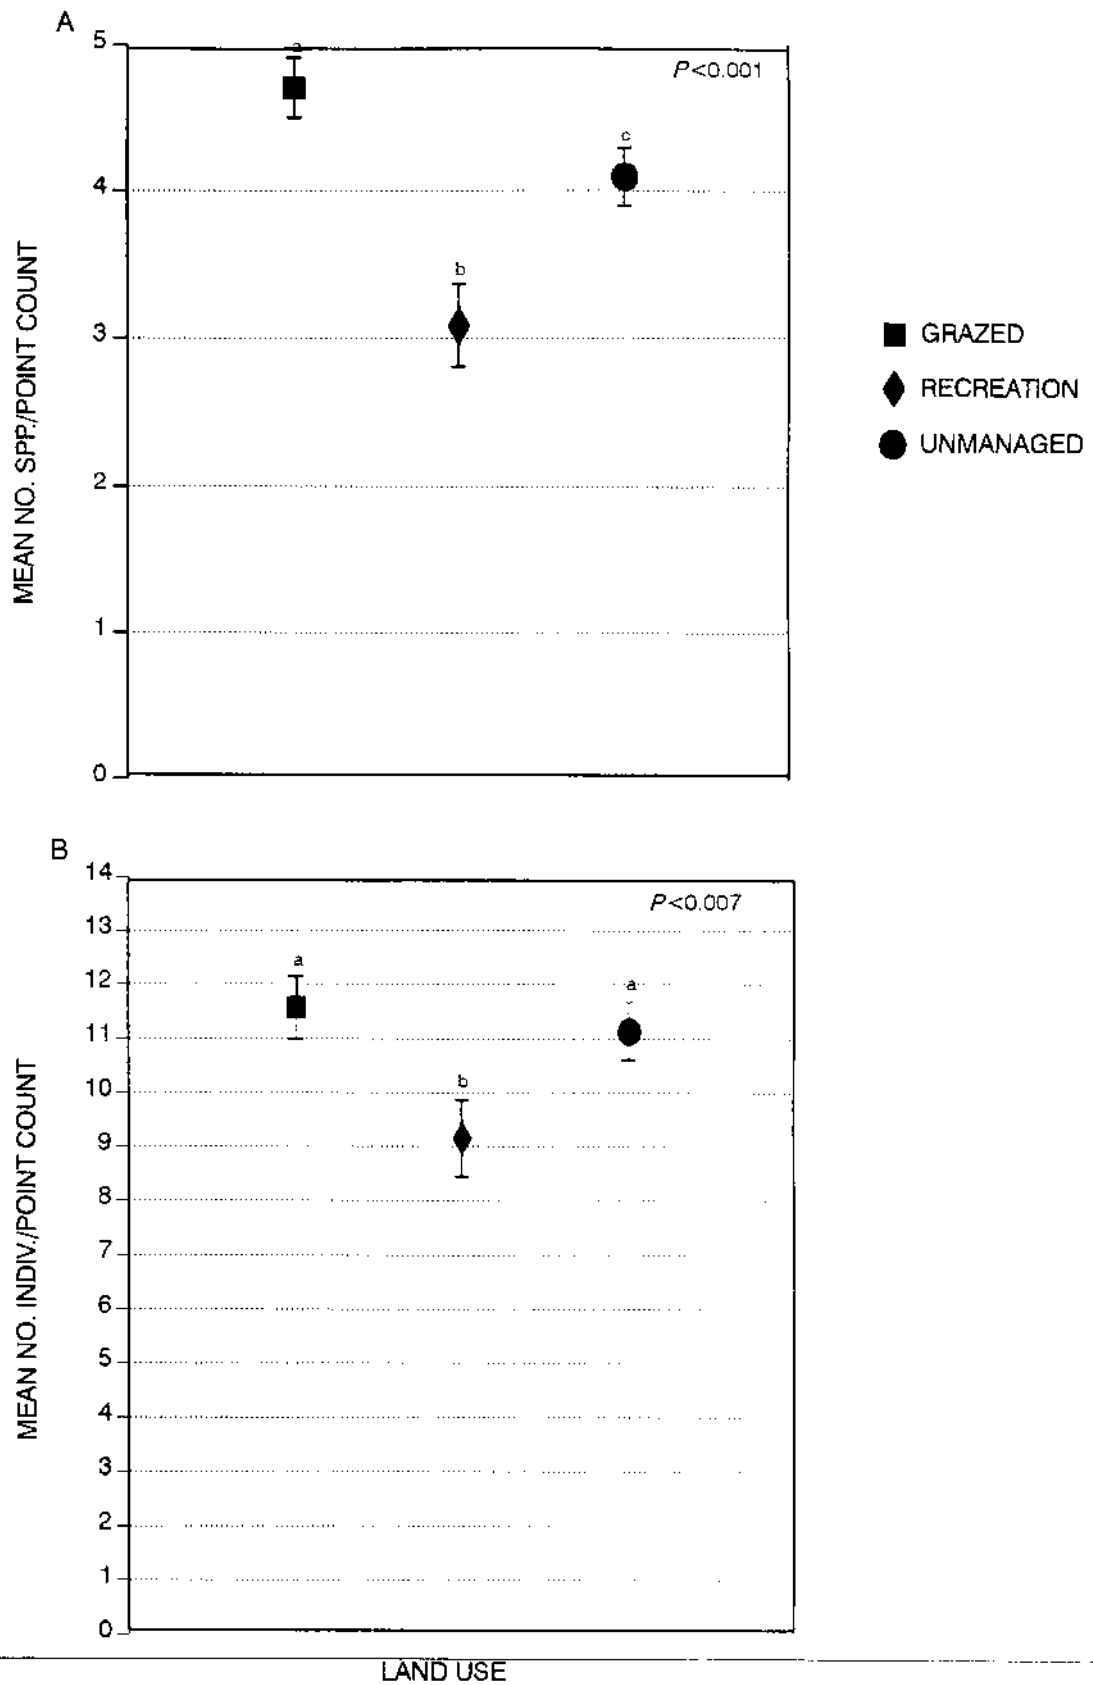 A
5
a
P<0.001
c
4
b
3
2
1
0
MEAN NO. SPP./POINT COUNT
GRAZED
RECREATION
UNMANAGED
B
14
P<0.007
13
a
12
a
11
b
10
9
8
7
6
5
4
3
2
1
0
MEAN NO. INDIV./POINT COUNT
LAND USE